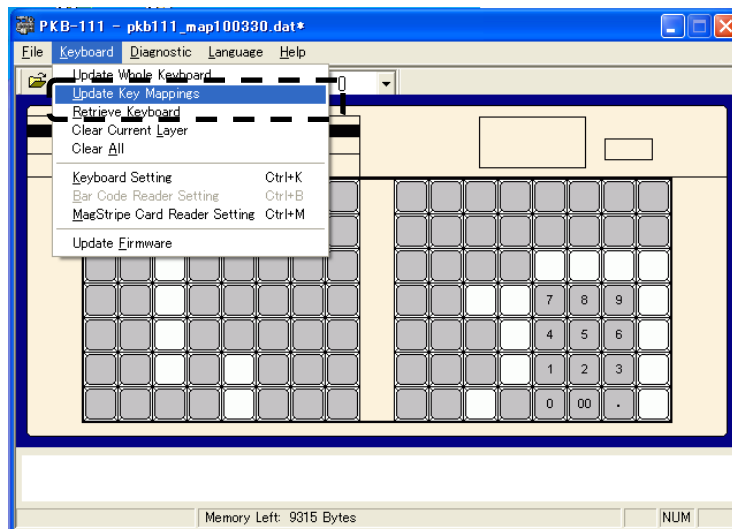 PKB-111 - pkb111_map100330.dat*
File Keyboard Diagnostic Language Help
Update Whole Keyboard
Update Key Mappings
Retrieve Keyboard
Clear Current Layer
Clear All
Keyboard Setting Ctrl+K
Bar Code Reader Setting Ctrl+B
MagStripe Card Reader Setting Ctrl+M
Update Firmware
7 8 9
4 5 6
1 2 3
0 00 .
Memory Left: 9315 Bytes NUM